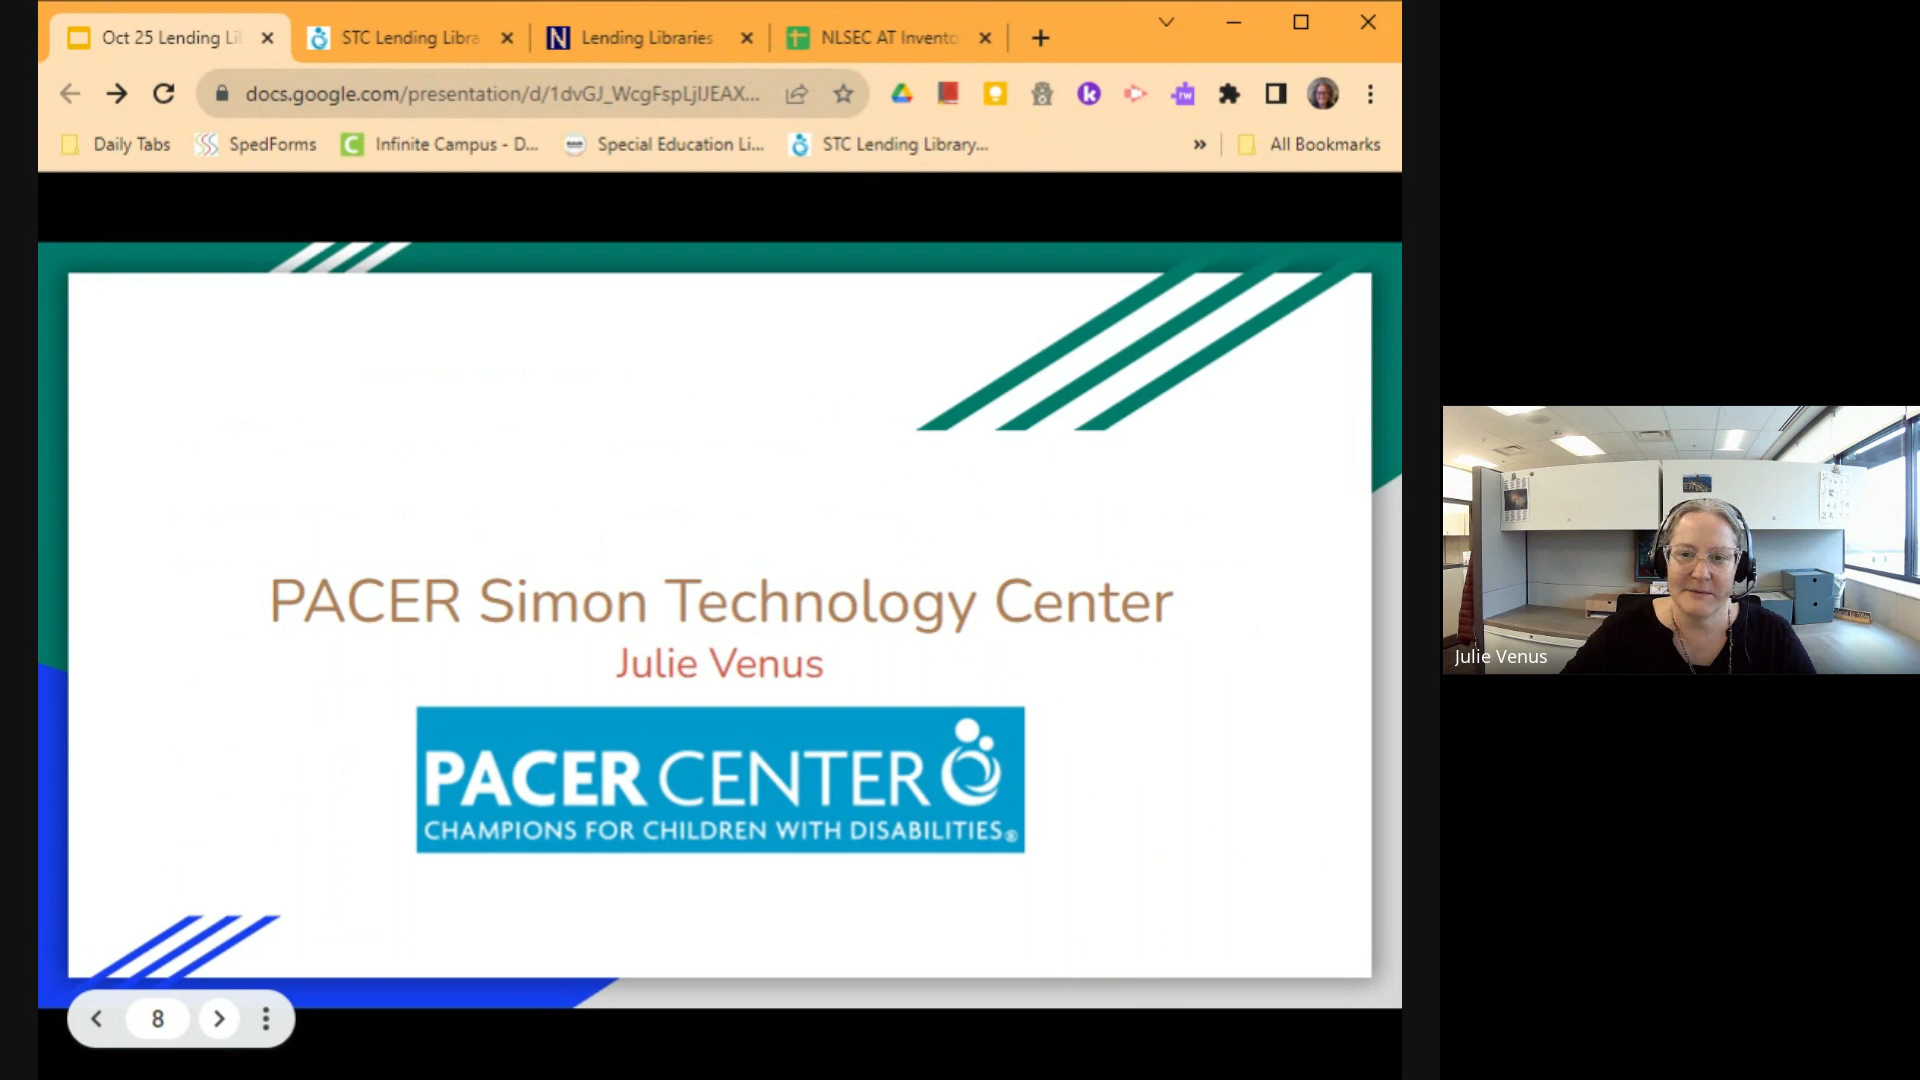 Oct 25 Lending Li
STC Lending Libra
Lending Libraries
NLSEC AT Invento
docs.google.com/presentation/d/1dvGJ_WcgFspLjIJEAX...
Daily Tabs
SpedForms
Infinite Campus - D...
Special Education Li...
STC Lending Library...
All Bookmarks
PACER Simon Technology Center
Julie Venus
PACER CENTER
CHAMPIONS FOR CHILDREN WITH DISABILITIES®
8
Julie Venus